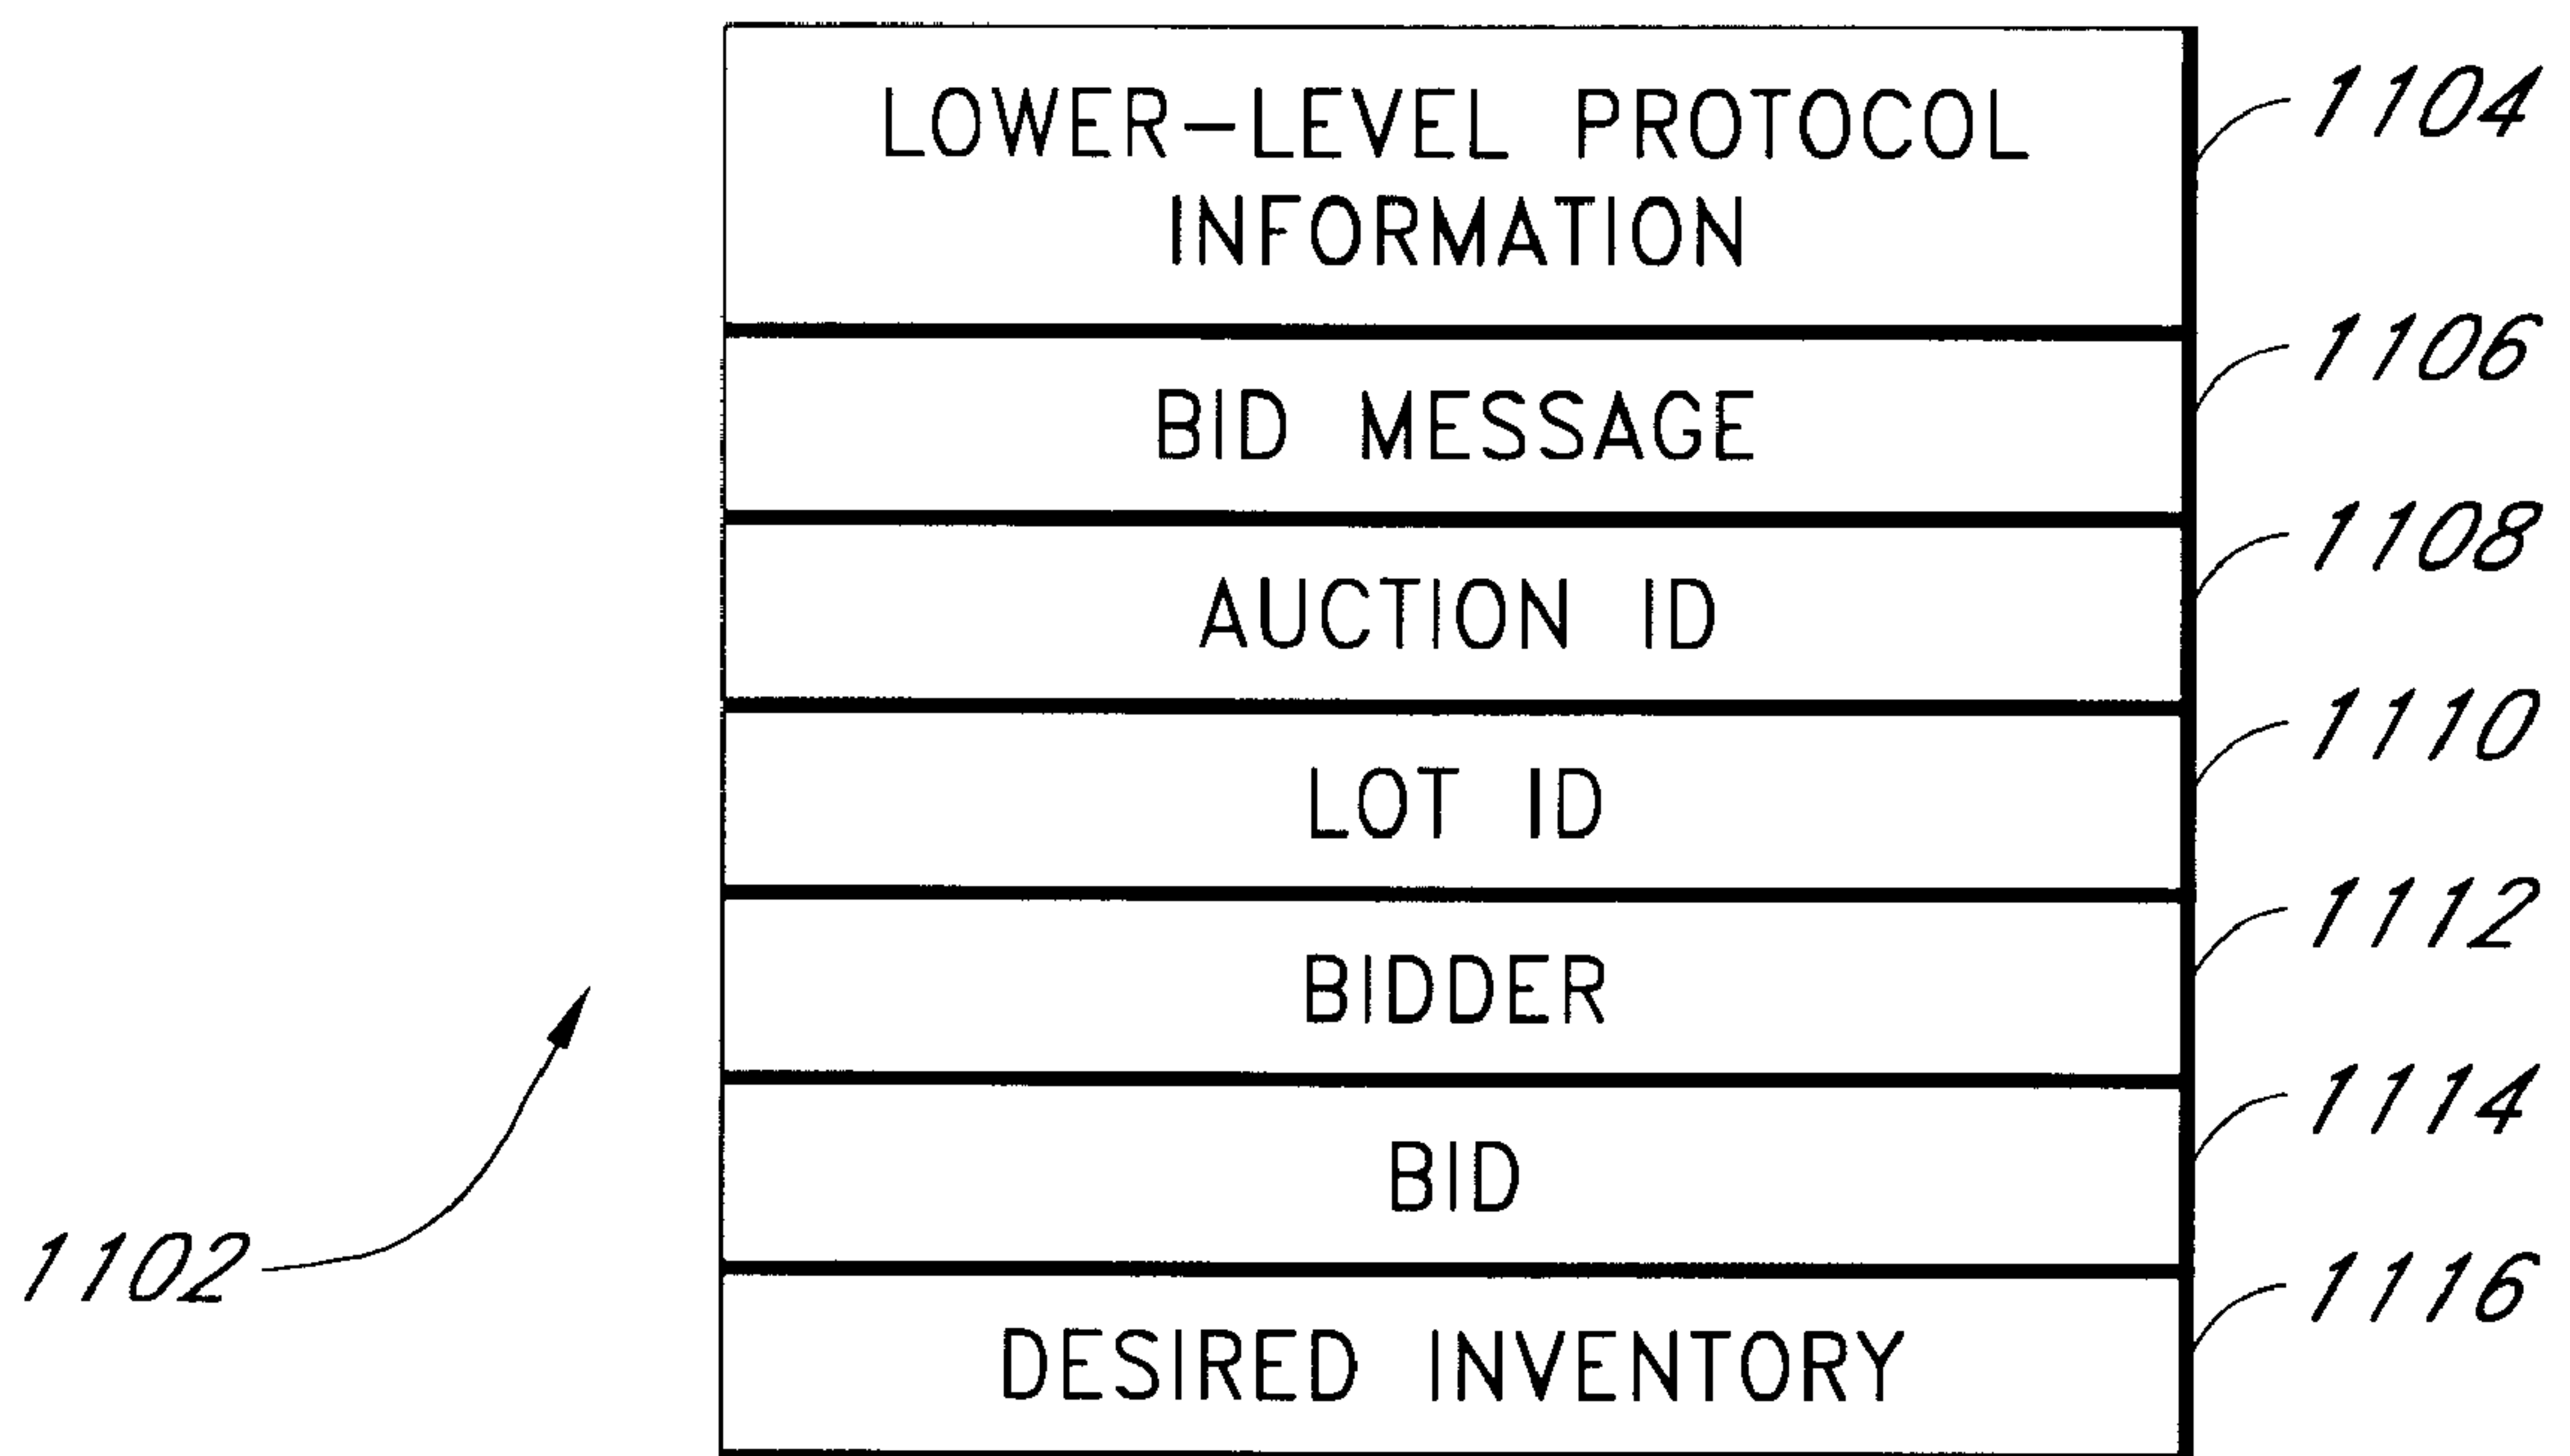 LOWER-LEVEL PROTOCOL
INFORMATION
1104
BID MESSAGE
1106
AUCTION ID
1108
LOT ID
1110
BIDDER
1112
BID
1114
DESIRED INVENTORY
1116
1102